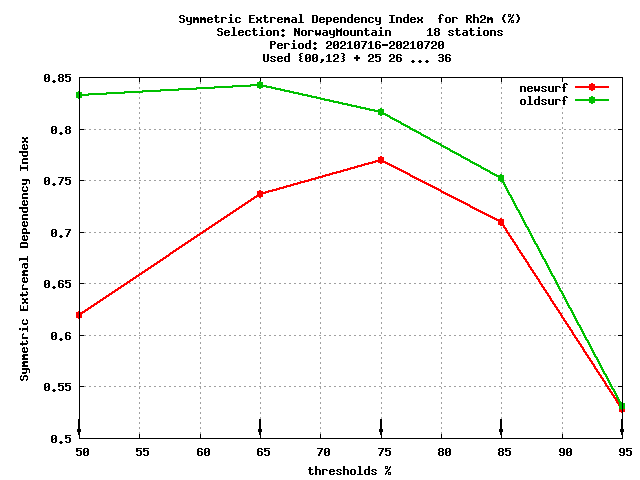 Symmetric Extremal Dependency Index  for Rh2m (%)
Selection: NorwayMountain     18 stations
Period: 20210716-20210720
Used {00,12} + 25 26 ... 36
newsurf
oldsurf
Symmetric Extremal Dependency Index
0.85
0.8
0.75
0.7
0.65
0.6
0.55
0.5
50 55 60 65 70 75 80 85 90 95
thresholds %